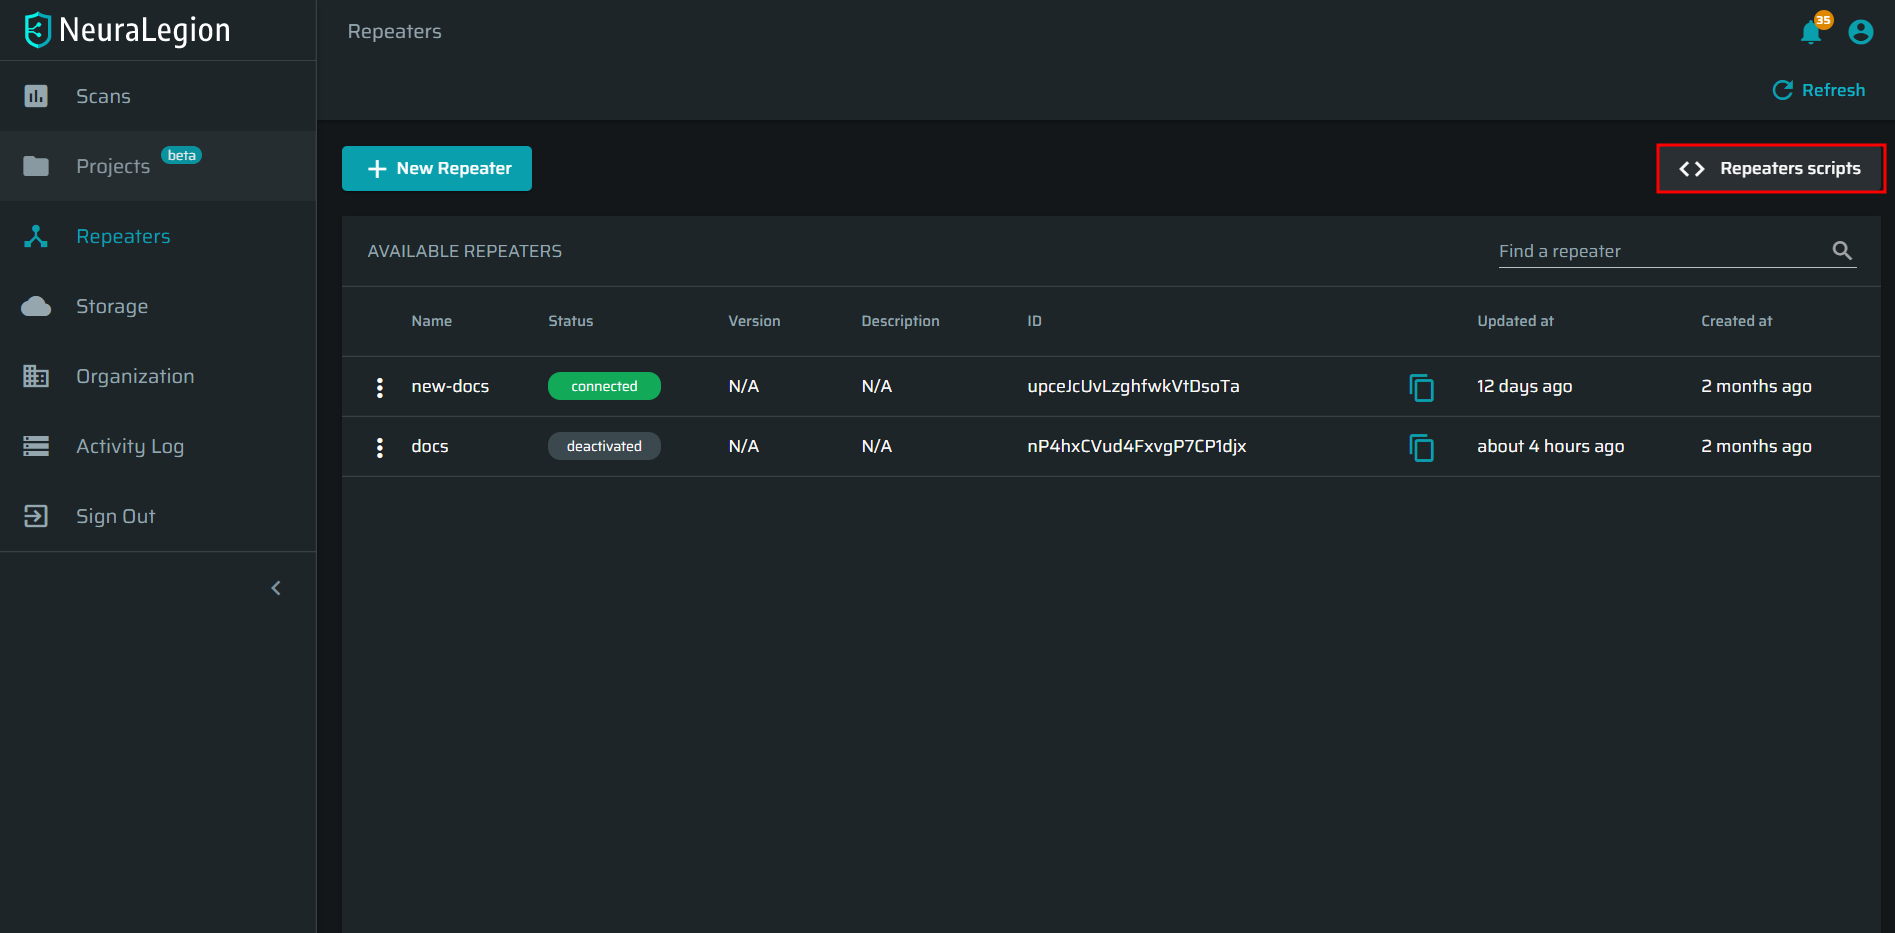 NeuraLegion
Repeaters
35
Refresh
Scans
Projects beta
Repeaters
Storage
Organization
Activity Log
Sign Out
New Repeater
Repeaters scripts
AVAILABLE REPEATERS
Find a repeater
Name Status Version Description ID Updated at Created at
new-docs connected N/A N/A upceJcUvLzghfwkVtDsoTa 12 days ago 2 months ago
docs deactivated N/A N/A nP4hxCVud4FxvgP7CP1djx about 4 hours ago 2 months ago